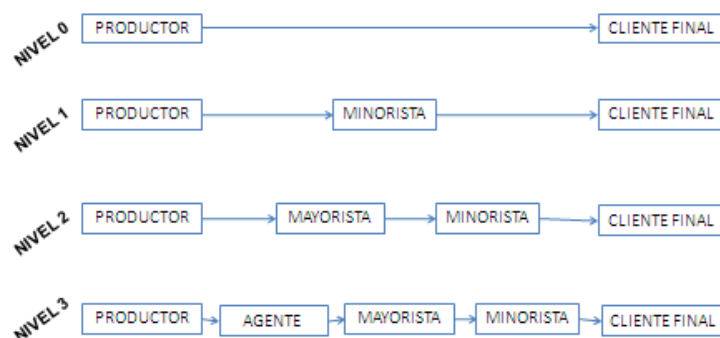 NIVEL 0
PRODUCTOR
CLIENTE FINAL
NIVEL 1
PRODUCTOR
MINORISTA
CLIENTE FINAL
NIVEL 2
PRODUCTOR
MAYORISTA
MINORISTA
CLIENTE FINAL
NIVEL 3
PRODUCTOR
AGENTE
MAYORISTA
MINORISTA
CLIENTE FINAL